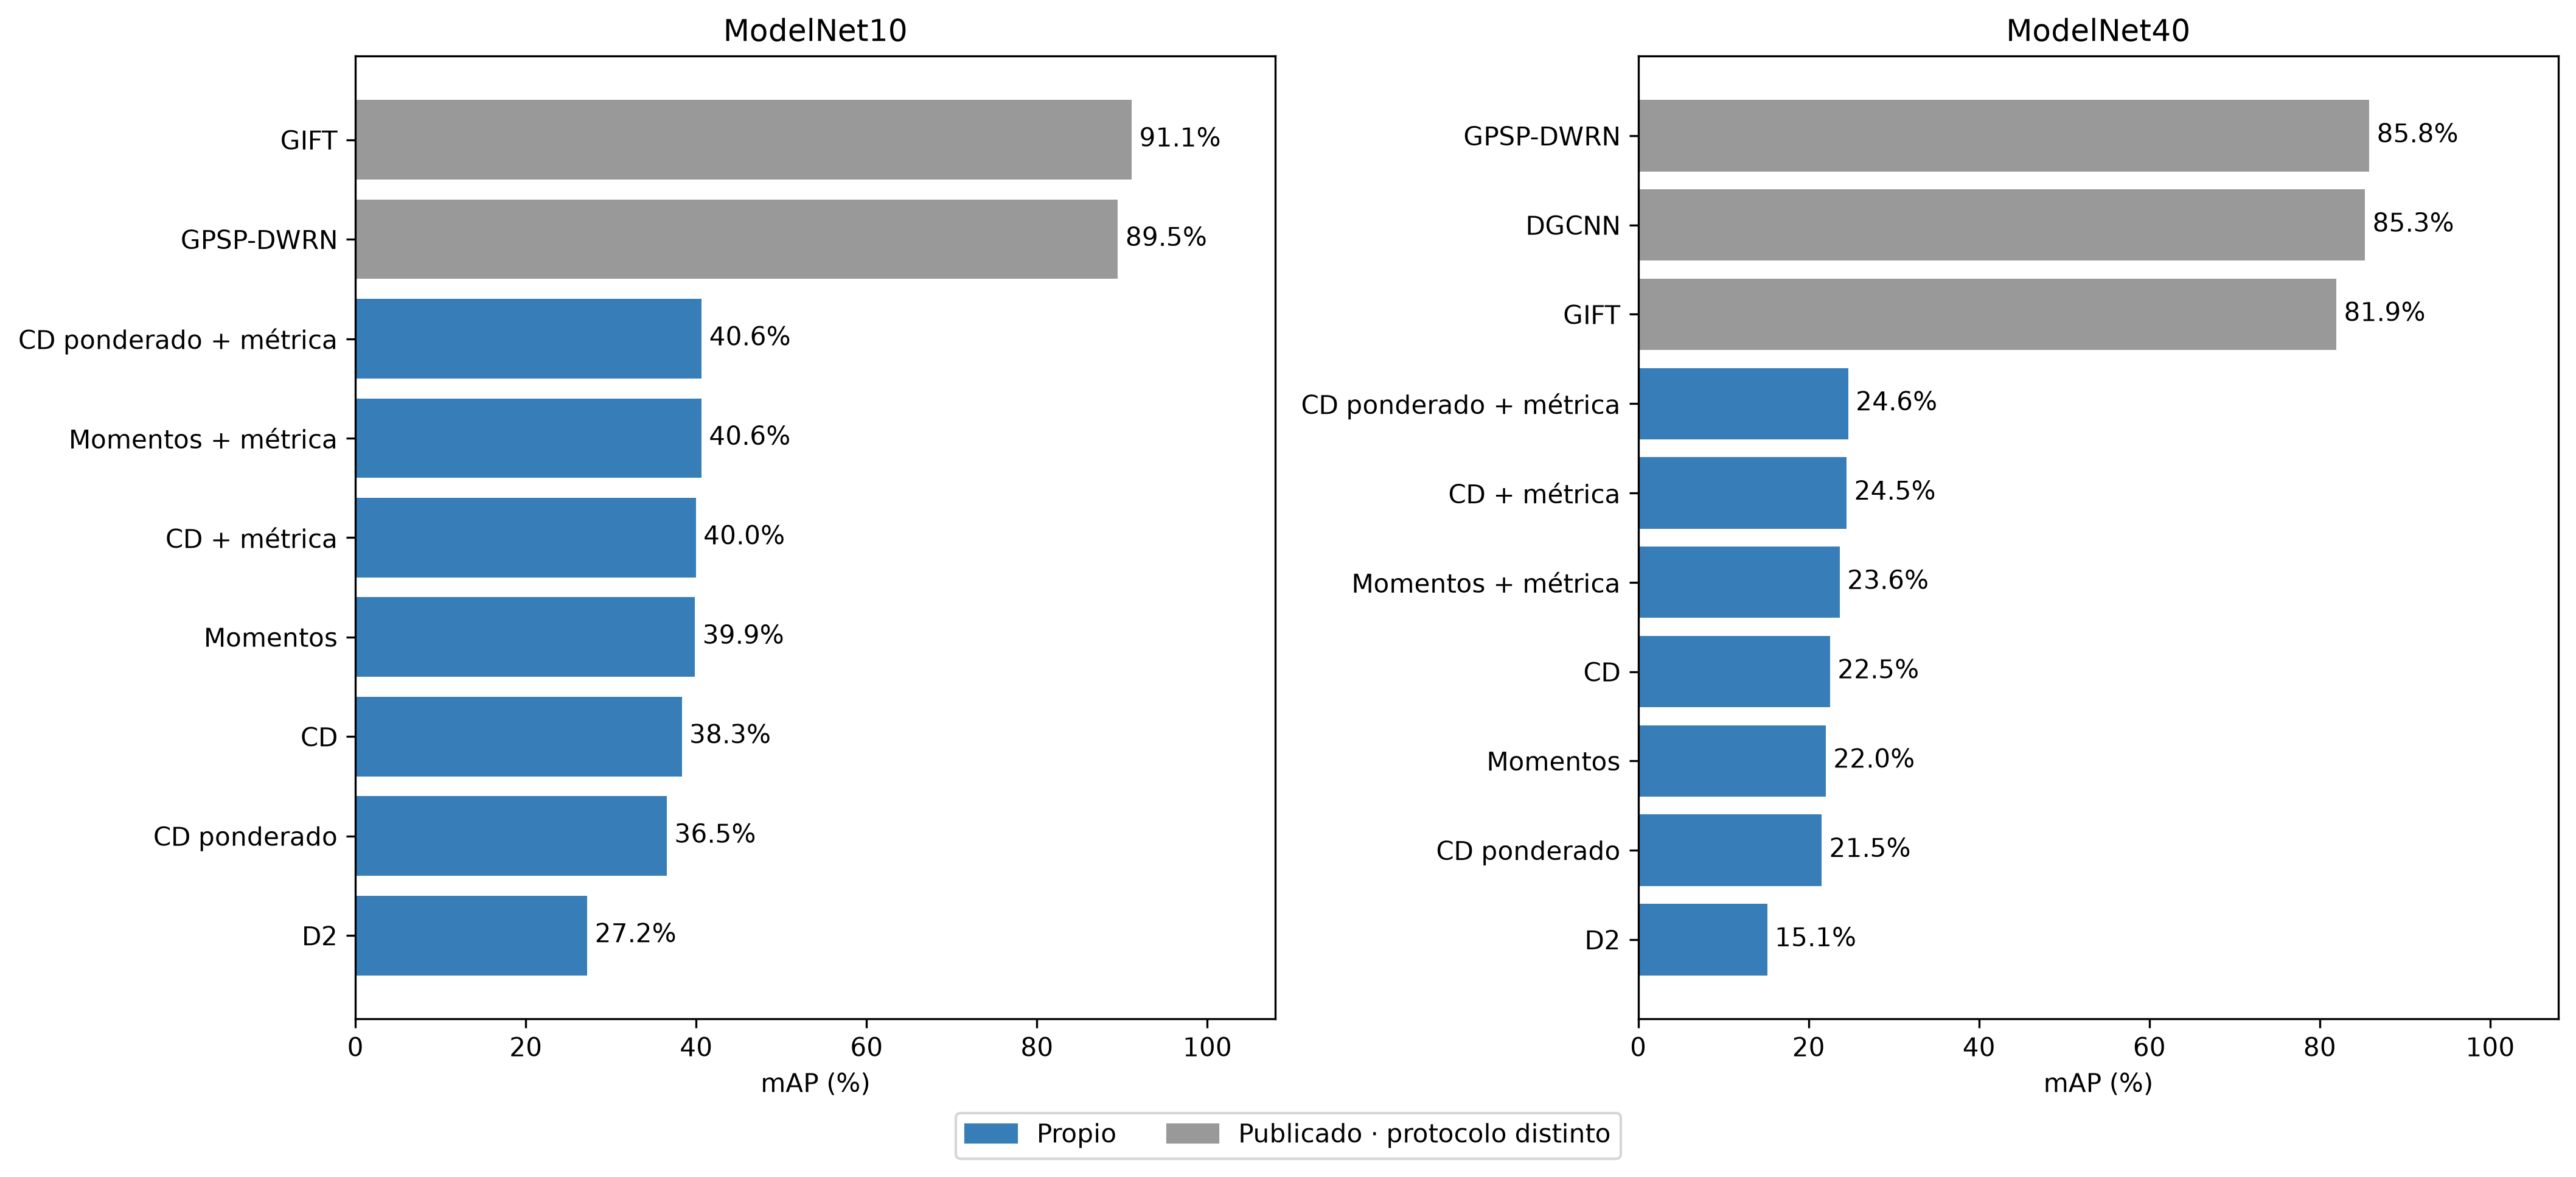 ModelNet10
GIFT
91.1%
GPSP-DWRN
89.5%
CD ponderado + métrica
40.6%
Momentos + métrica
40.6%
CD + métrica
40.0%
Momentos
39.9%
CD
38.3%
CD ponderado
36.5%
D2
27.2%
0 20 40 60 80 100
mAP (%)
ModelNet40
GPSP-DWRN
85.8%
DGCNN
85.3%
GIFT
81.9%
CD ponderado + métrica
24.6%
CD + métrica
24.5%
Momentos + métrica
23.6%
CD
22.5%
Momentos
22.0%
CD ponderado
21.5%
D2
15.1%
0 20 40 60 80 100
mAP (%)
Propio
Publicado · protocolo distinto